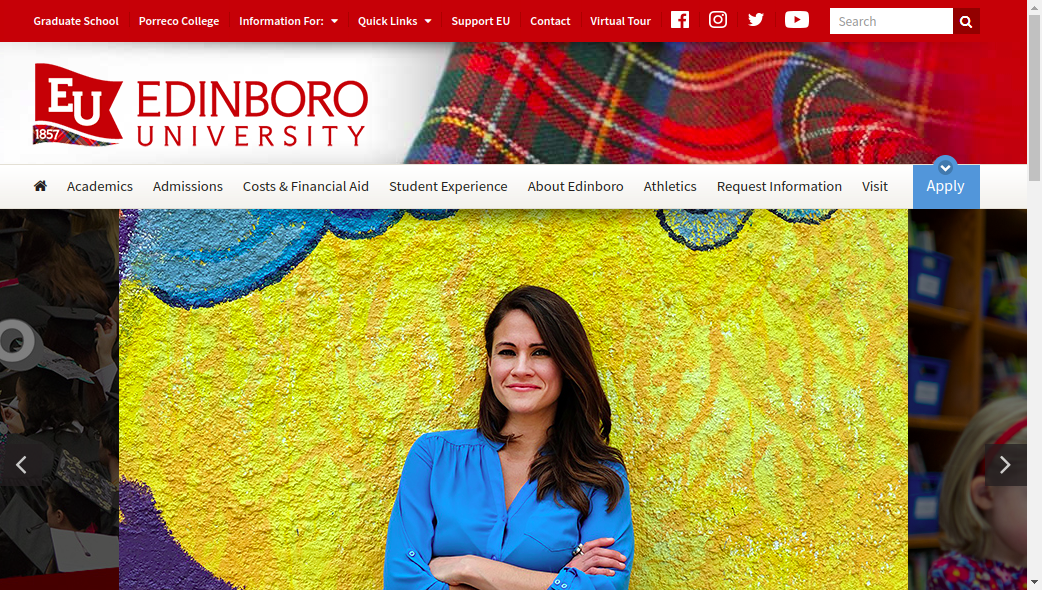 Graduate School Porreco College Information For: Quick Links Support EU Contact Virtual Tour Search
EU
1857
EDINBORO
UNIVERSITY
Academics Admissions Costs & Financial Aid Student Experience About Edinboro Athletics Request Information Visit Apply